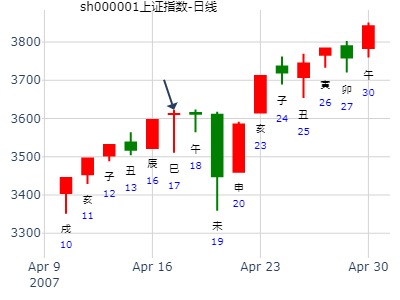 sh000001上证指数-日线
3800
3700
3600
3500
3400
3300
戌
10
亥
11
子
12
丑
13
辰
16
巳
17
午
18
未
19
申
20
亥
23
子
24
丑
25
寅
26
卯
27
午
30
Apr 9
2007
Apr 16
Apr 23
Apr 30